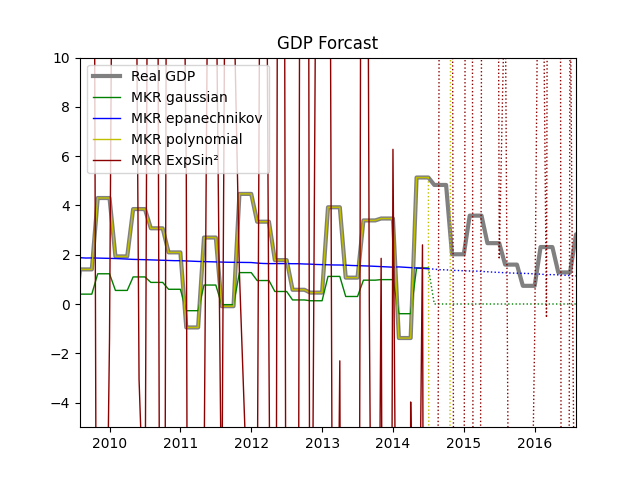 GDP Forcast
Real GDP
MKR gaussian
MKR epanechnikov
MKR polynomial
MKR ExpSin²
10
8
6
4
2
0
−2
−4
2010 2011 2012 2013 2014 2015 2016